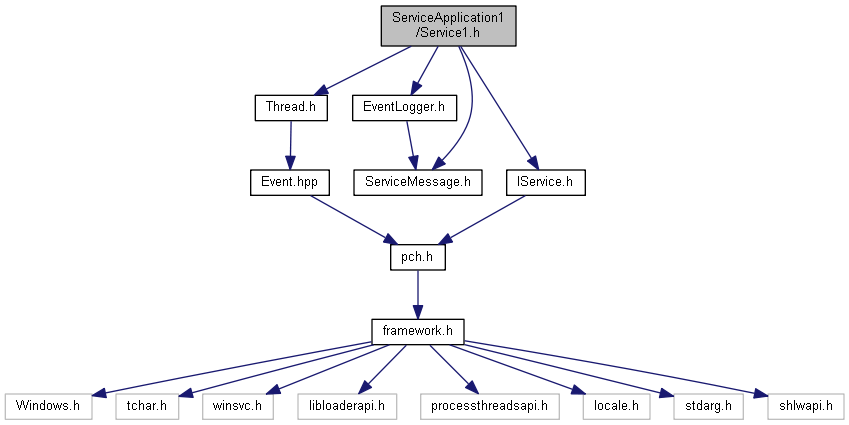 ServiceApplication1
/Service1.h
Thread.h
EventLogger.h
Event.hpp
ServiceMessage.h
IService.h
pch.h
framework.h
Windows.h
tchar.h
winsvc.h
libloaderapi.h
processthreadsapi.h
locale.h
stdarg.h
shlwapi.h